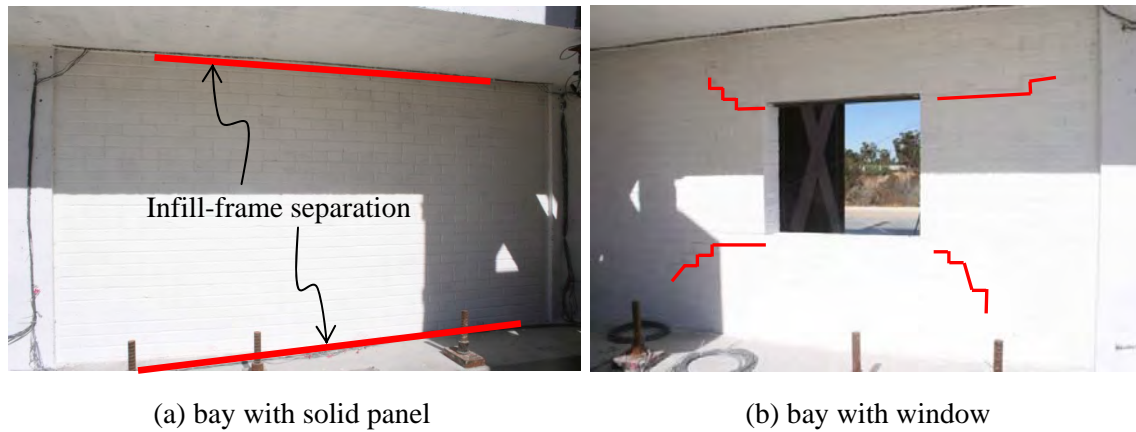 Infill-frame separation
(a) bay with solid panel
(b) bay with window